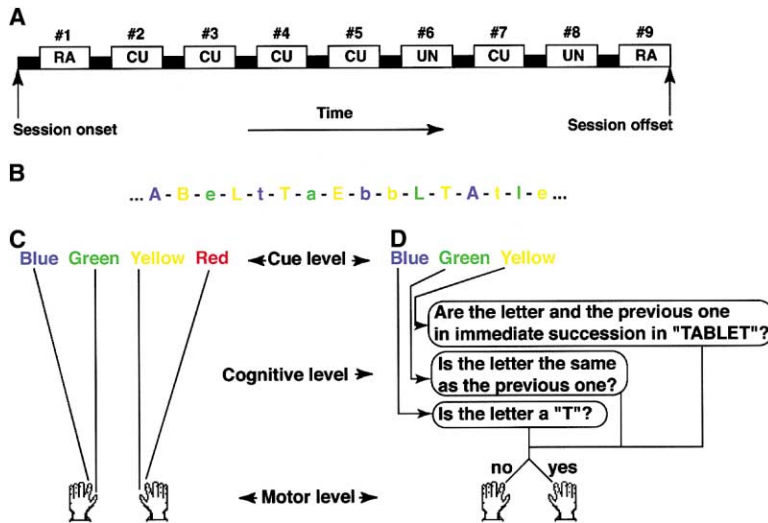 A
#1 #2 #3 #4 #5 #6 #7 #8 #9
RA CU CU CU CU UN CU UN RA
Time
Session onset
Session offset
B
... A - B - e - L - t - T - a - E - b - b - L - T - A - t - l - e ...
C
D
Blue Green Yellow Red
Cue level
Blue Green Yellow
Are the letter and the previous one
in immediate succession in "TABLET"?
Cognitive level
Is the letter the same
as the previous one?
Is the letter a "T"?
no yes
Motor level